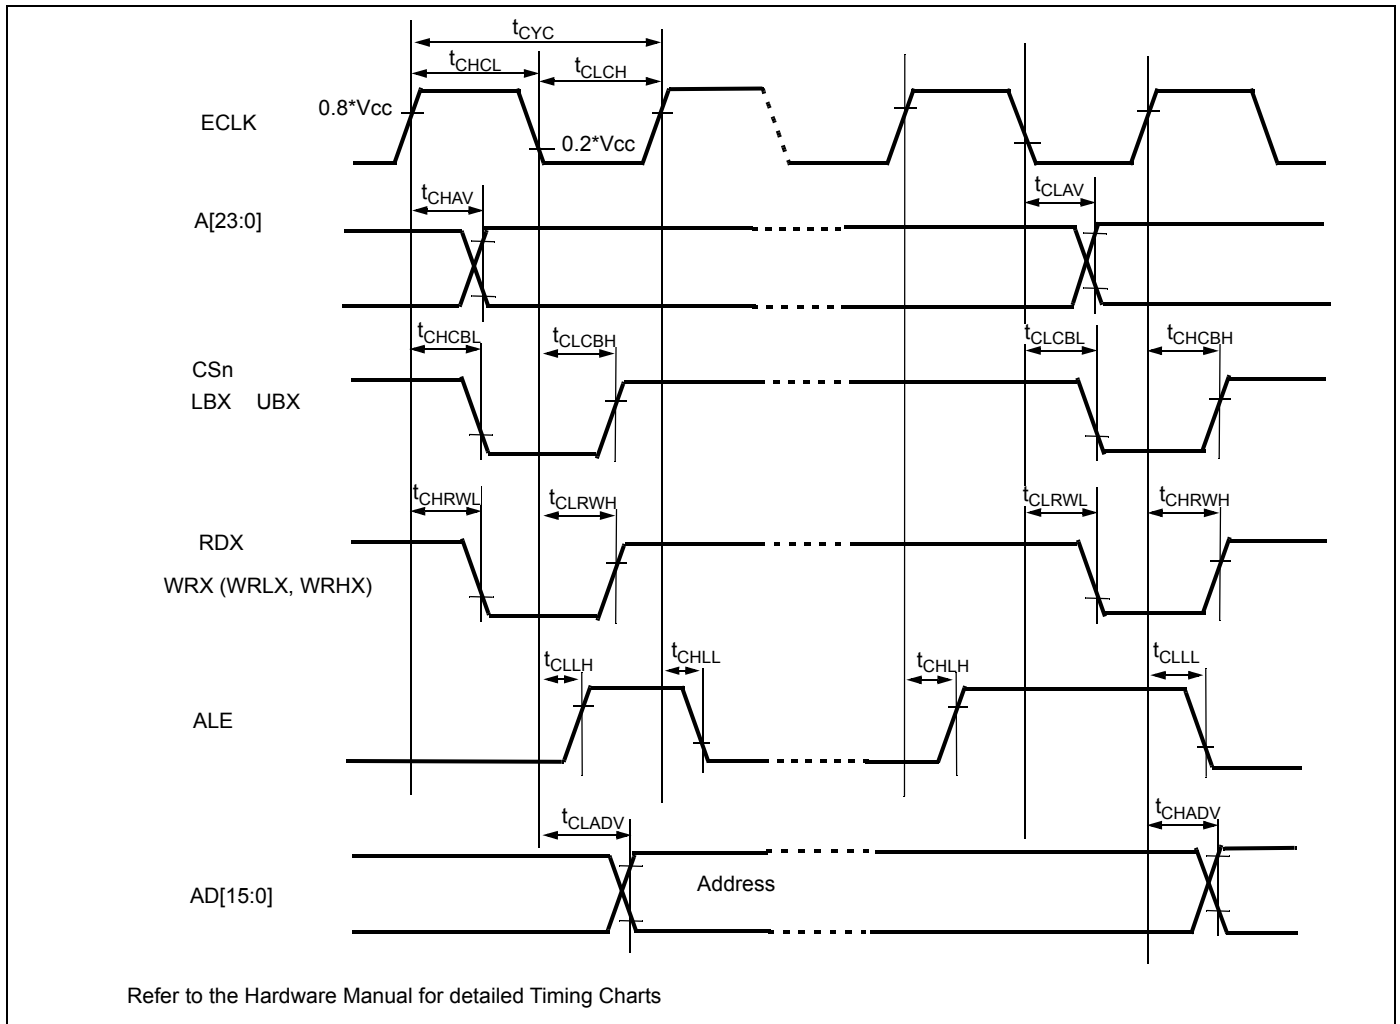 tCYC
tCHCL
tCLCH
ECLK
0.8*Vcc
0.2*Vcc
tCHAV
tCLAV
A[23:0]
tCHCBL
tCLCBH
tCLCBL
tCHCBH
CSn
LBX UBX
tCHRWL
tCLRWH
tCLRWL
tCHRWH
RDX
WRX (WRLX, WRHX)
tCLLH
tCHLL
tCHLH
tCLLL
ALE
tCLADV
tCHADV
AD[15:0]
Address
Refer to the Hardware Manual for detailed Timing Charts